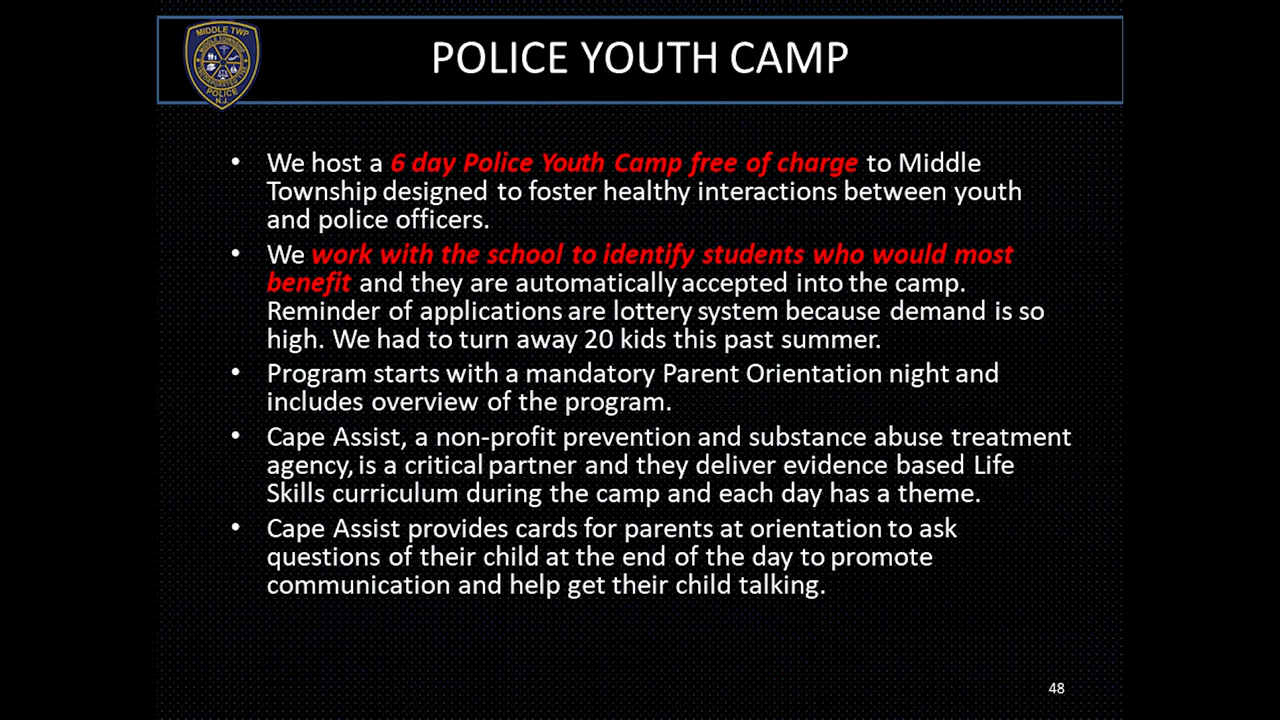 MIDDLE TWP
POLICE
N.J.
POLICE YOUTH CAMP
• We host a 6 day Police Youth Camp free of charge to Middle
Township designed to foster healthy interactions between youth
and police officers.
• We work with the school to identify students who would most
benefit and they are automatically accepted into the camp.
Reminder of applications are lottery system because demand is so
high. We had to turn away 20 kids this past summer.
• Program starts with a mandatory Parent Orientation night and
includes overview of the program.
• Cape Assist, a non-profit prevention and substance abuse treatment
agency, is a critical partner and they deliver evidence based Life
Skills curriculum during the camp and each day has a theme.
• Cape Assist provides cards for parents at orientation to ask
questions of their child at the end of the day to promote
communication and help get their child talking.
48